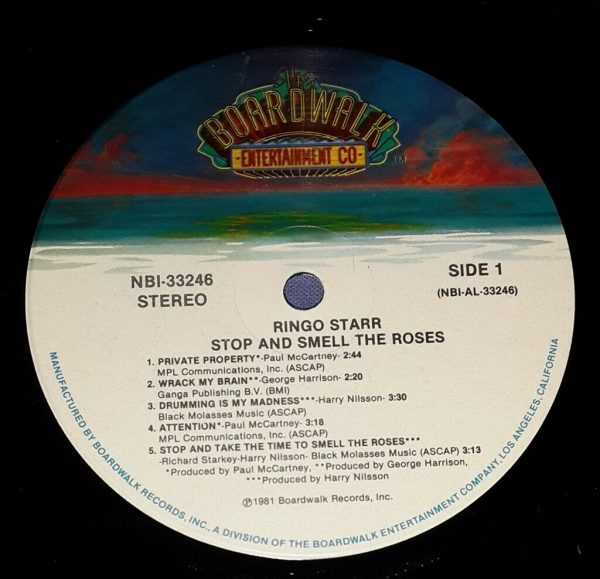 The
BOARDWALK
-ENTERTAINMENT CO-
TM
NBI-33246
STEREO
SIDE 1
(NBI-AL-33246)
RINGO STARR
STOP AND SMELL THE ROSES
1. PRIVATE PROPERTY*-Paul McCartney- 2:44
MPL Communications, Inc. (ASCAP)
2. WRACK MY BRAIN**-George Harrison- 2:20
Ganga Publishing B.V. (BMI)
3. DRUMMING IS MY MADNESS***-Harry Nilsson- 3:30
Black Molasses Music (ASCAP)
4. ATTENTION*-Paul McCartney- 3:18
MPL Communications, Inc. (ASCAP)
5. STOP AND TAKE THE TIME TO SMELL THE ROSES***
-Richard Starkey-Harry Nilsson- Black Molasses Music (ASCAP) 3:13
*Produced by Paul McCartney, **Produced by George Harrison,
***Produced by Harry Nilsson
℗1981 Boardwalk Records, Inc.
MANUFACTURED BY BOARDWALK RECORDS, INC., A DIVISION OF THE BOARDWALK ENTERTAINMENT COMPANY, LOS ANGELES, CALIFORNIA